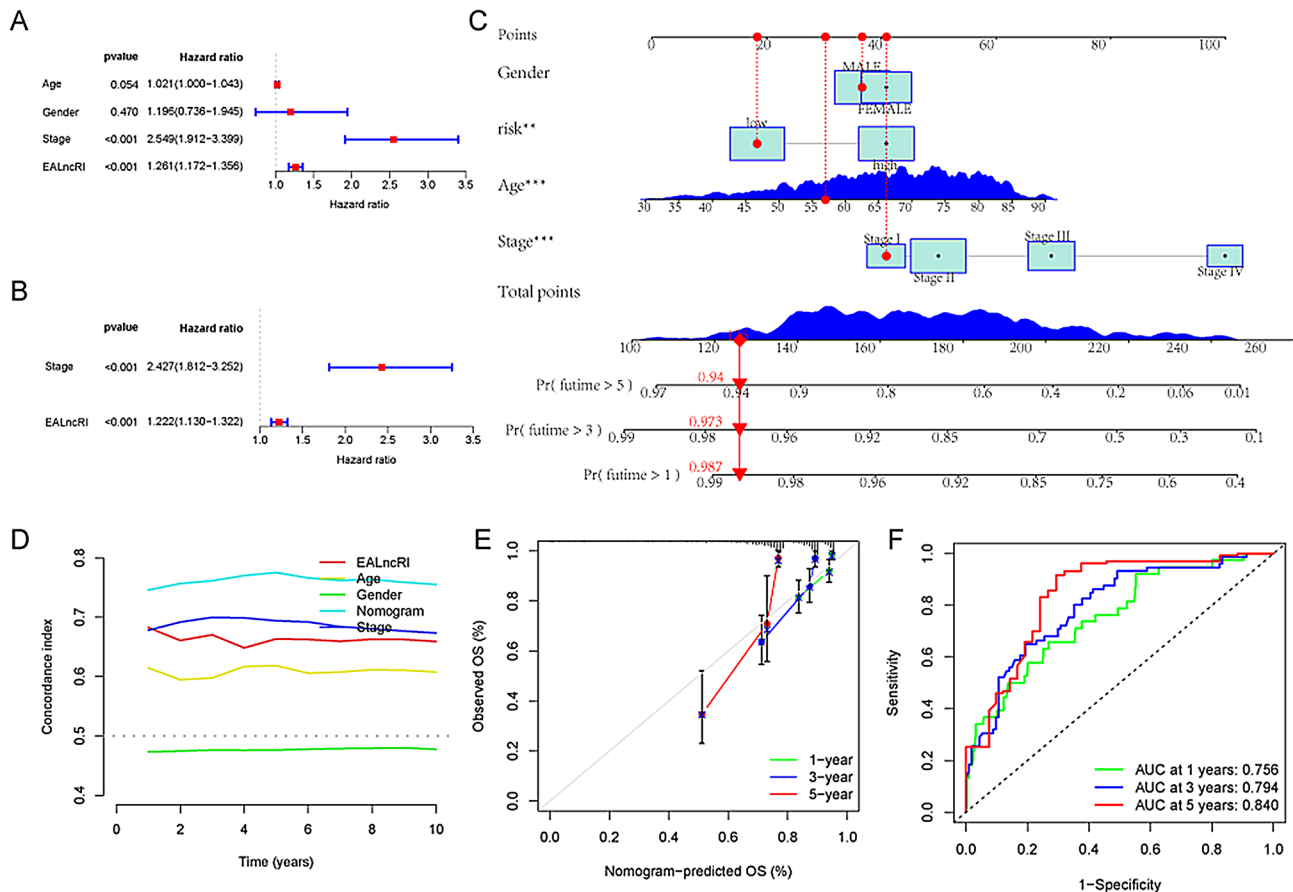 A
pvalue Hazard ratio
Age 0.054 1.021(1.000−1.043)
Gender 0.470 1.196(0.736−1.945)
Stage <0.001 2.549(1.912−3.399)
EALncRI <0.001 1.261(1.172−1.356)
1.0 1.5 2.0 2.5 3.0 3.5
Hazard ratio
B
pvalue Hazard ratio
Stage <0.001 2.427(1.812−3.252)
EALncRI <0.001 1.222(1.130−1.322)
1.0 1.5 2.0 2.5 3.0 3.5
Hazard ratio
C
Points
0 20 40 60 80 100
Gender
MALE
FEMALE
risk**
low
high
Age***
30 35 40 45 50 55 60 65 70 75 80 85 90
Stage***
Stage I
Stage II
Stage III
Stage IV
Total points
100 120 140 160 180 200 220 240 260
0.94
Pr( futime > 5 )
0.97 0.94 0.9 0.8 0.6 0.4 0.2 0.06 0.01
0.973
Pr( futime > 3 )
0.99 0.98 0.96 0.92 0.85 0.7 0.5 0.3 0.1
0.987
Pr( futime > 1 )
0.99 0.98 0.96 0.92 0.85 0.75 0.6 0.4
D
Concordance index
0.4 0.5 0.6 0.7 0.8
EALncRI
Age
Gender
Nomogram
Stage
0 2 4 6 8 10
Time (years)
E
Observed OS (%)
0.0 0.2 0.4 0.6 0.8 1.0
1−year
3−year
5−year
0.0 0.2 0.4 0.6 0.8 1.0
Nomogram−predicted OS (%)
F
Sensitivity
0.0 0.2 0.4 0.6 0.8 1.0
AUC at 1 years: 0.756
AUC at 3 years: 0.794
AUC at 5 years: 0.840
0.0 0.2 0.4 0.6 0.8 1.0
1−Specificity